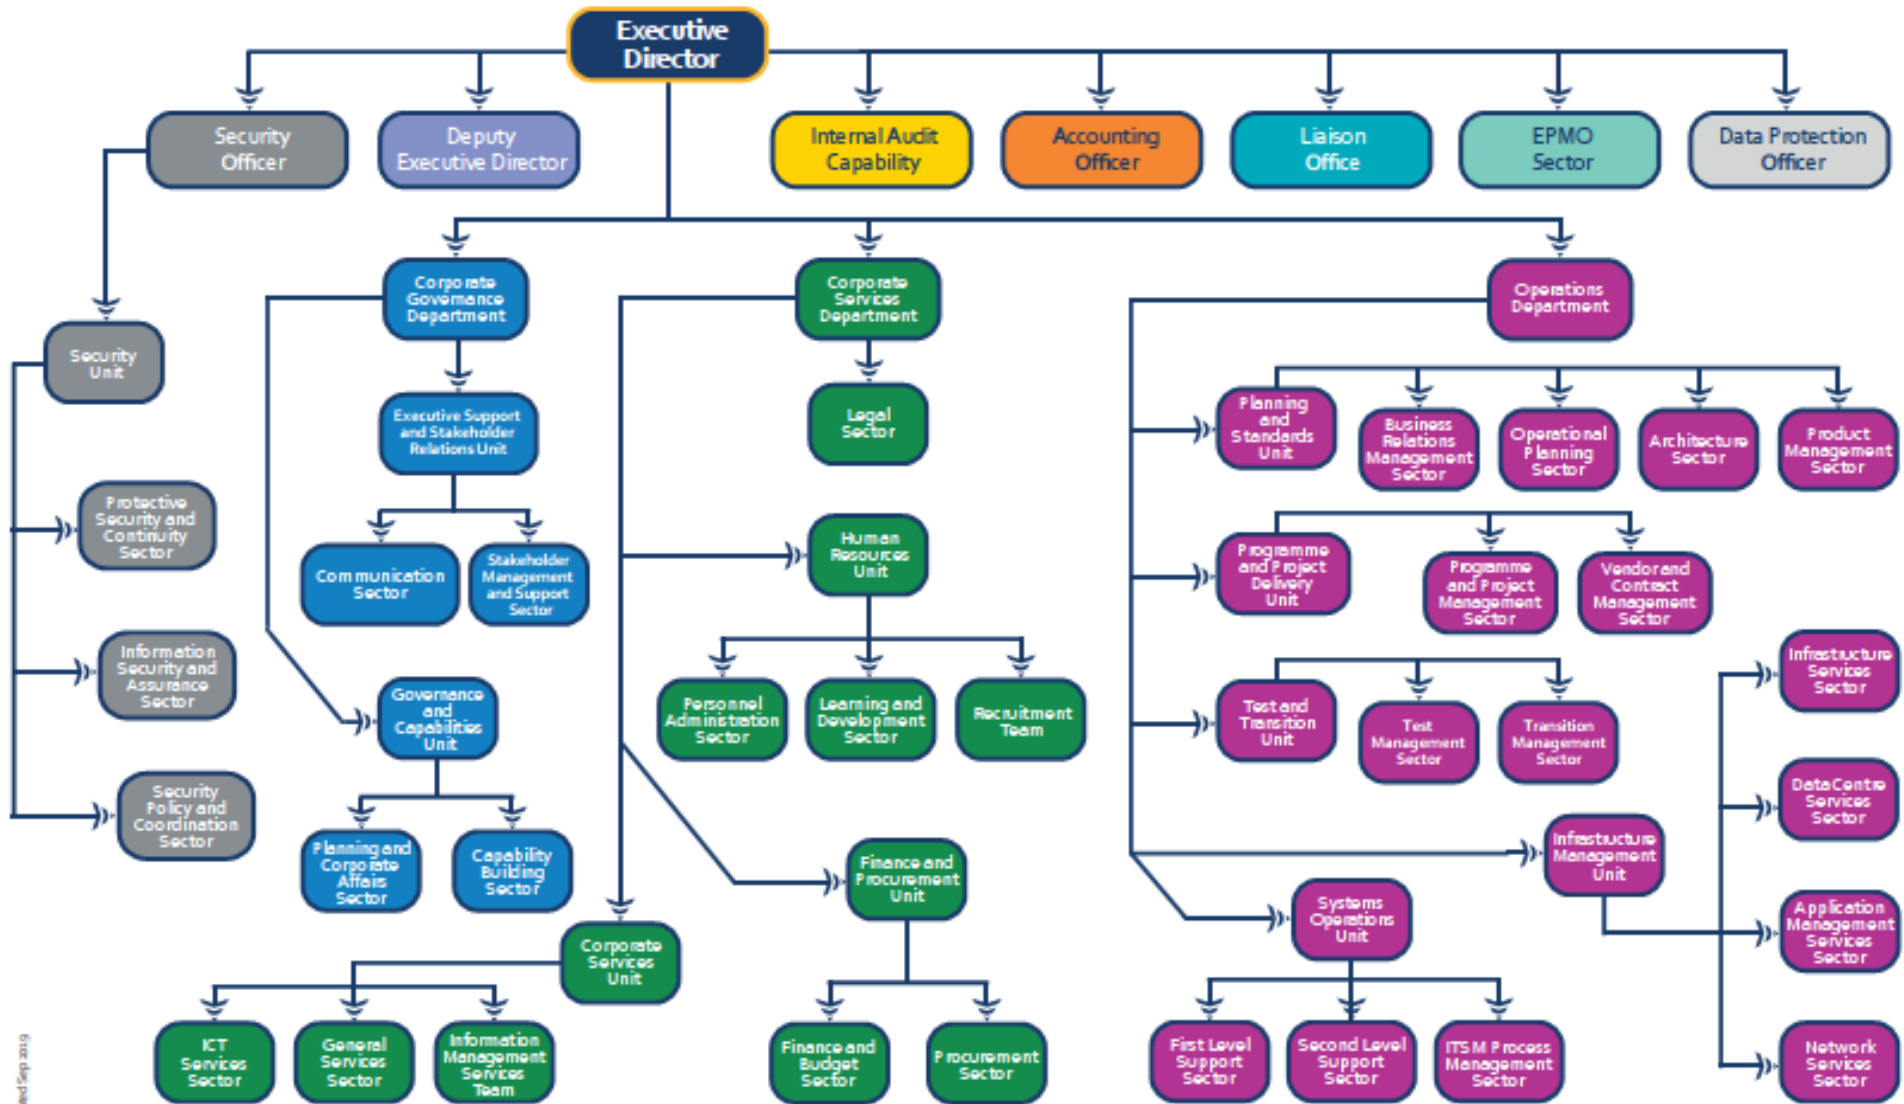 Executive
Director
Security
Officer
Deputy
Executive Director
Internal Audit
Capability
Accounting
Officer
Liaison
Office
EPMO
Sector
Data Protection
Officer
Corporate
Governance
Department
Corporate
Services
Department
Operations
Department
Security
Unit
Executive Support
and Stakeholder
Relations Unit
Legal
Sector
Planning
and
Standards
Unit
Business
Relations
Management
Sector
Operational
Planning
Sector
Architecture
Sector
Product
Management
Sector
Protective
Security and
Continuity
Sector
Communication
Sector
Stakeholder
Management
and Support
Sector
Human
Resources
Unit
Programme
and Project
Delivery
Unit
Programme
and Project
Management
Sector
Vendor and
Contract
Management
Sector
Information
Security and
Assurance
Sector
Governance
and
Capabilities
Unit
Personnel
Administration
Sector
Learning and
Development
Sector
Recruitment
Team
Test and
Transition
Unit
Test
Management
Sector
Transition
Management
Sector
Infrastructure
Services
Sector
Security
Policy and
Coordination
Sector
Planning and
Corporate
Affairs
Sector
Capability
Building
Sector
Finance and
Procurement
Unit
Infrastructure
Management
Unit
Data Centre
Services
Sector
Corporate
Services
Unit
Systems
Operations
Unit
Application
Management
Services
Sector
ICT
Services
Sector
General
Services
Sector
Information
Management
Services
Team
Finance and
Budget
Sector
Procurement
Sector
First Level
Support
Sector
Second Level
Support
Sector
ITSM Process
Management
Sector
Network
Services
Sector
Sep 2019